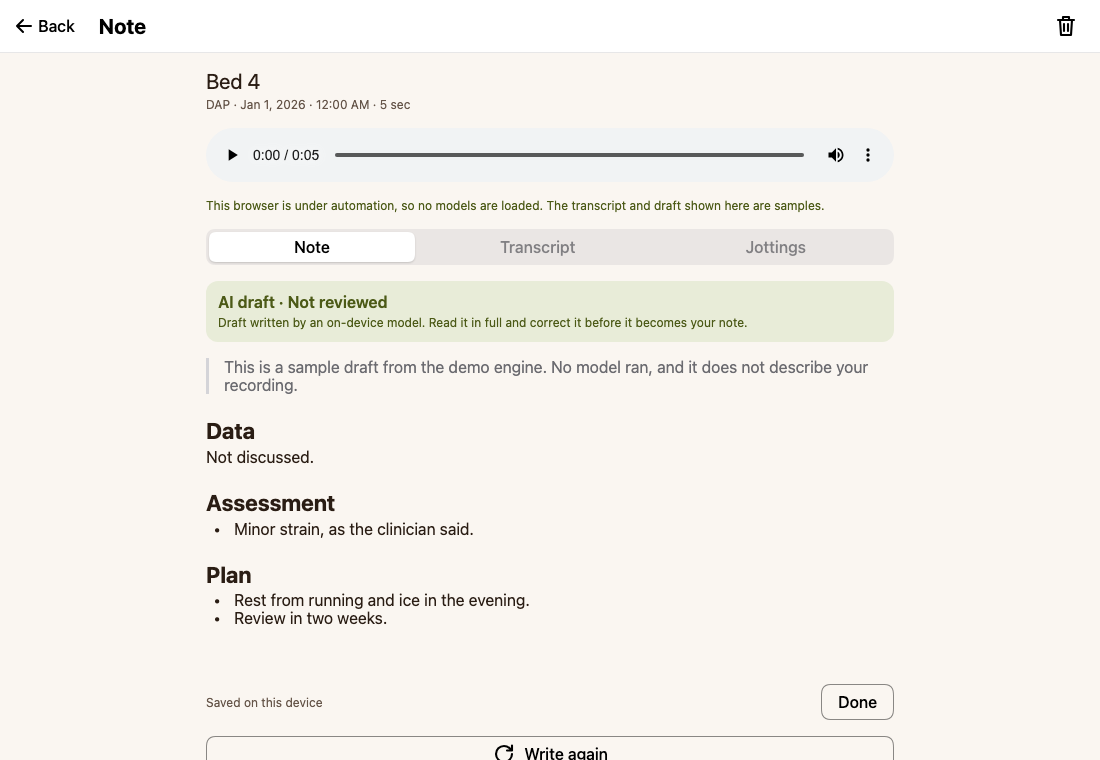 Back Note
Bed 4
DAP · Jan 1, 2026 · 12:00 AM · 5 sec
0:00 / 0:05
This browser is under automation, so no models are loaded. The transcript and draft shown here are samples.
Note Transcript Jottings
AI draft · Not reviewed
Draft written by an on-device model. Read it in full and correct it before it becomes your note.
This is a sample draft from the demo engine. No model ran, and it does not describe your
recording.
Data
Not discussed.
Assessment
• Minor strain, as the clinician said.
Plan
• Rest from running and ice in the evening.
• Review in two weeks.
Saved on this device Done
Write again